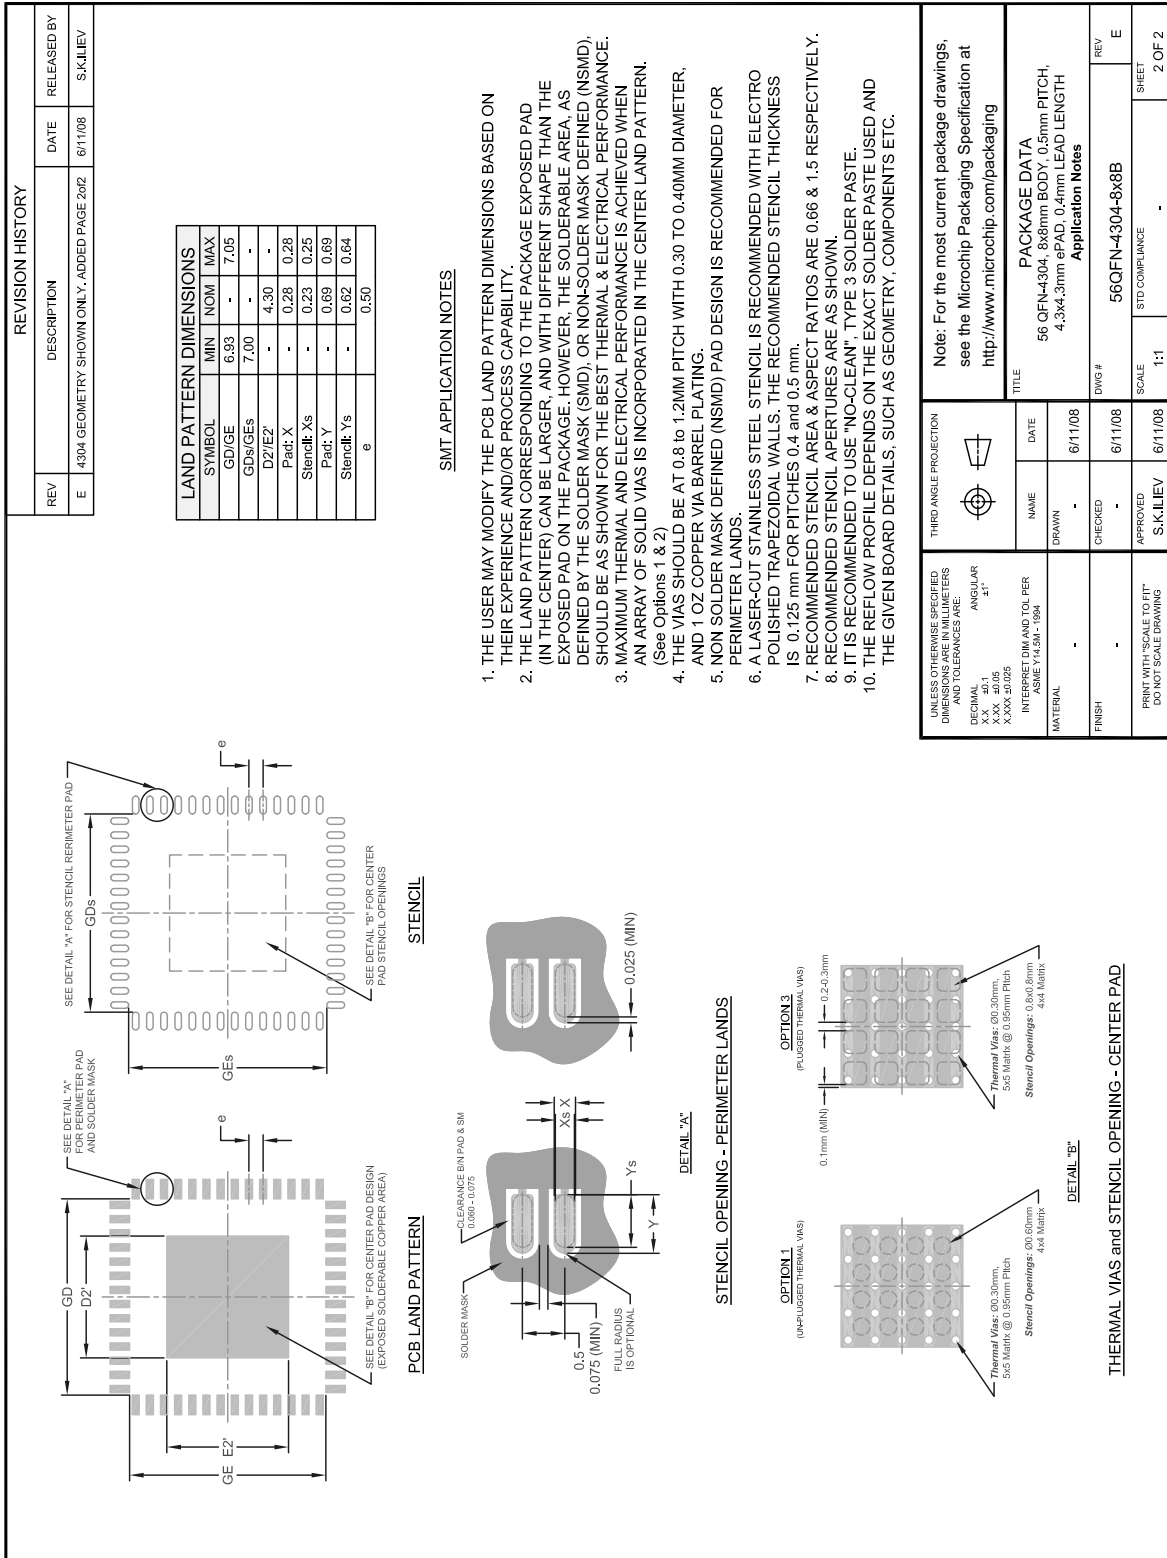 REVISION HISTORY
REV DESCRIPTION DATE RELEASED BY
E 4304 GEOMETRY SHOWN ONLY. ADDED PAGE 2of2 6/11/08 S.K.ILIEV
SEE DETAIL "A"
FOR PERIMETER PAD
AND SOLDER MASK
GD
D2'
GE
E2'
e
SEE DETAIL "B" FOR CENTER PAD DESIGN
(EXPOSED SOLDERABLE COPPER AREA)
PCB LAND PATTERN
SEE DETAIL "A" FOR STENCIL RERIMETER PAD
GDs
GEs
e
SEE DETAIL "B" FOR CENTER
PAD STENCIL OPENINGS
STENCIL
LAND PATTERN DIMENSIONS
SYMBOL MIN NOM MAX
GD/GE 6.93 - 7.05
GDs/GEs 7.00 - -
D2'/E2' - 4.30 -
Pad: X - 0.28 0.28
Stencil: Xs - 0.23 0.25
Pad: Y - 0.69 0.69
Stencil: Ys - 0.62 0.64
e 0.50
SMT APPLICATION NOTES
1. THE USER MAY MODIFY THE PCB LAND PATTERN DIMENSIONS BASED ON
THEIR EXPERIENCE AND/OR PROCESS CAPABILITY.
2. THE LAND PATTERN CORRESPONDING TO THE PACKAGE EXPOSED PAD
(IN THE CENTER) CAN BE LARGER, AND WITH DIFFERENT SHAPE THAN THE
EXPOSED PAD ON THE PACKAGE. HOWEVER, THE SOLDERABLE AREA, AS
DEFINED BY THE SOLDER MASK (SMD), OR NON-SOLDER MASK DEFINED (NSMD),
SHOULD BE AS SHOWN FOR THE BEST THERMAL & ELECTRICAL PERFORMANCE.
3. MAXIMUM THERMAL AND ELECTRICAL PERFORMANCE IS ACHIEVED WHEN
AN ARRAY OF SOLID VIAS IS INCORPORATED IN THE CENTER LAND PATTERN.
(See Options 1 & 2)
4. THE VIAS SHOULD BE AT 0.8 to 1.2MM PITCH WITH 0.30 TO 0.40MM DIAMETER,
AND 1 OZ COPPER VIA BARREL PLATING.
5. NON SOLDER MASK DEFINED (NSMD) PAD DESIGN IS RECOMMENDED FOR
PERIMETER LANDS.
6. A LASER-CUT STAINLESS STEEL STENCIL IS RECOMMENDED WITH ELECTRO
POLISHED TRAPEZOIDAL WALLS. THE RECOMMENDED STENCIL THICKNESS
IS 0.125 mm FOR PITCHES 0.4 and 0.5 mm.
7. RECOMMENDED STENCIL AREA & ASPECT RATIOS ARE 0.66 & 1.5 RESPECTIVELY.
8. RECOMMENDED STENCIL APERTURES ARE AS SHOWN.
9. IT IS RECOMMENDED TO USE "NO-CLEAN", TYPE 3 SOLDER PASTE.
10. THE REFLOW PROFILE DEPENDS ON THE EXACT SOLDER PASTE USED AND
THE GIVEN BOARD DETAILS, SUCH AS GEOMETRY, COMPONENTS ETC.
SOLDER MASK
CLEARANCE B/N PAD & SM
0.060 - 0.075
0.5
0.075 (MIN)
FULL RADIUS
IS OPTIONAL
Y
Ys
Xs X
0.025 (MIN)
DETAIL "A"
STENCIL OPENING - PERIMETER LANDS
OPTION 1
(UN-PLUGGED THERMAL VIAS)
Thermal Vias: Ø0.30mm,
5x5 Matrix @ 0.95mm Pitch
Stencil Openings: Ø0.60mm
4x4 Matrix
OPTION 3
(PLUGGED THERMAL VIAS)
0.1mm (MIN)
0.2-0.3mm
Thermal Vias: Ø0.30mm,
5x5 Matrix @ 0.95mm Pitch
Stencil Openings: 0.8x0.8mm
4x4 Matrix
DETAIL "B"
THERMAL VIAS and STENCIL OPENING - CENTER PAD
UNLESS OTHERWISE SPECIFIED
DIMENSIONS ARE IN MILLIMETERS
AND TOLERANCES ARE:
DECIMAL ANGULAR
X.X ±0.1 ±1°
X.XX ±0.05
X.XXX ±0.025
INTERPRET DIM AND TOL PER
ASME Y14.5M - 1994
MATERIAL
-
FINISH
-
PRINT WITH "SCALE TO FIT"
DO NOT SCALE DRAWING
THIRD ANGLE PROJECTION
NAME DATE
DRAWN
- 6/11/08
CHECKED
- 6/11/08
APPROVED
S.K.ILIEV 6/11/08
Note: For the most current package drawings,
see the Microchip Packaging Specification at
http://www.microchip.com/packaging
TITLE
PACKAGE DATA
56 QFN-4304, 8x8mm BODY, 0.5mm PITCH,
4.3x4.3mm ePAD, 0.4mm LEAD LENGTH
Application Notes
DWG # REV
56QFN-4304-8x8B E
SCALE STD COMPLIANCE SHEET
1:1 - 2 OF 2